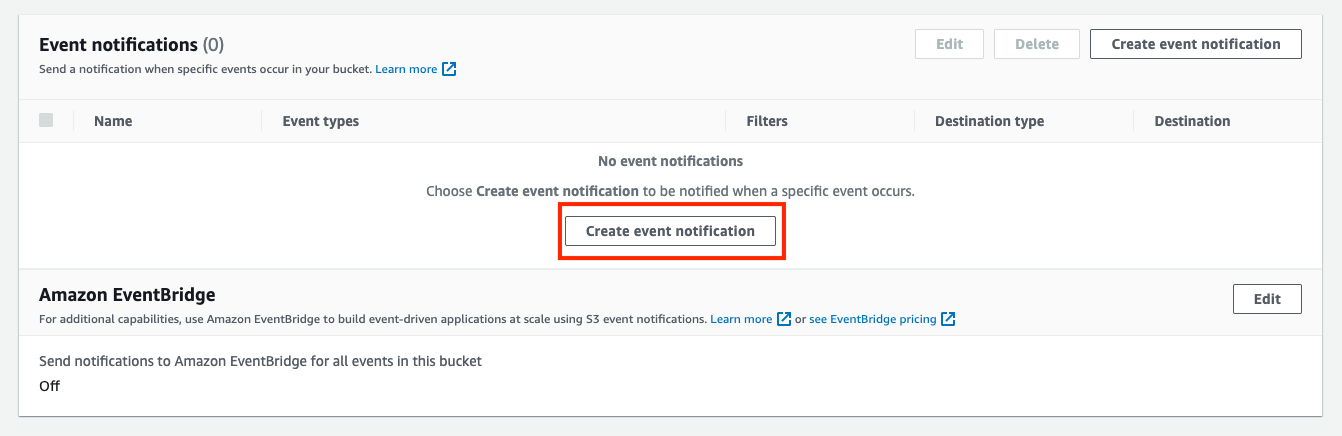 Event notifications (0)
Edit
Delete
Create event notification
Send a notification when specific events occur in your bucket. Learn more
Name
Event types
Filters
Destination type
Destination
No event notifications
Choose Create event notification to be notified when a specific event occurs.
Create event notification
Amazon EventBridge
Edit
For additional capabilities, use Amazon EventBridge to build event-driven applications at scale using S3 event notifications. Learn more or see EventBridge pricing
Send notifications to Amazon EventBridge for all events in this bucket
Off